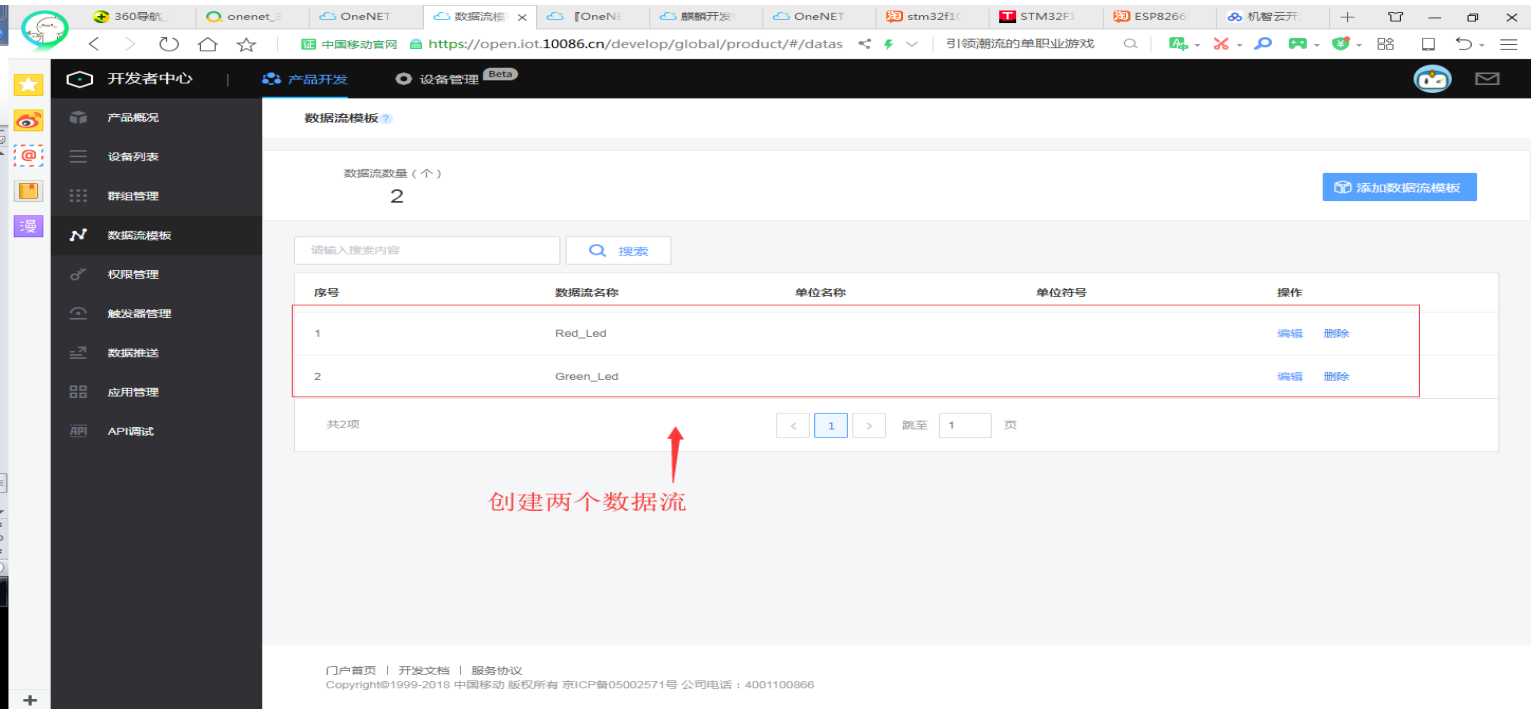 360导航_
onenet_
OneNET
数据流模
OneNET
stm32f10
STM32F1
ESP8266
机智云开
中国移动官网
https://open.iot.10086.cn/develop/global/product/#/datas
引领潮流的单职业游戏
开发者中心
产品开发
设备管理 Beta
产品概况
设备列表
群组管理
数据流模板
权限管理
触发器管理
数据推送
应用管理
API API调试
漫
数据流模板 ?
数据流数量 ( 个 )
2
添加数据流模板
请输入搜索内容
搜索
序号 数据流名称 单位名称 单位符号 操作
1 Red_Led 编辑 删除
2 Green_Led 编辑 删除
共2项 < 1 > 跳至 1 页
创建两个数据流
门户首页 | 开发文档 | 服务协议
Copyright©1999-2018 中国移动 版权所有 京ICP备05002571号 公司电话：4001100866